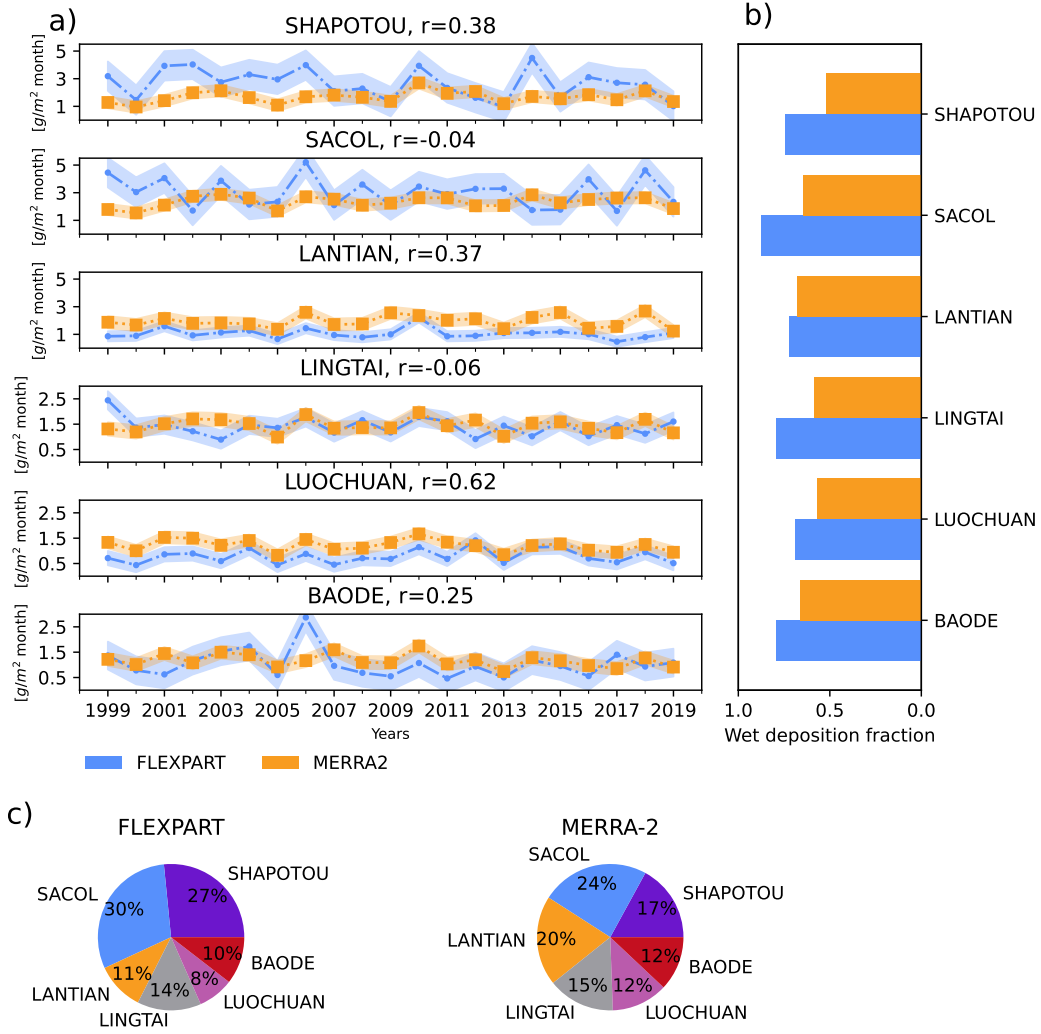 a)
SHAPOTOU, r=0.38
[g/m² month]
5
3
1
SACOL, r=-0.04
[g/m² month]
5
3
1
LANTIAN, r=0.37
[g/m² month]
5
3
1
LINGTAI, r=-0.06
[g/m² month]
2.5
1.5
0.5
LUOCHUAN, r=0.62
[g/m² month]
2.5
1.5
0.5
BAODE, r=0.25
[g/m² month]
2.5
1.5
0.5
1999 2001 2003 2005 2007 2009 2011 2013 2015 2017 2019
Years
FLEXPART MERRA2
b)
SHAPOTOU
SACOL
LANTIAN
LINGTAI
LUOCHUAN
BAODE
1.0 0.5 0.0
Wet deposition fraction
c)
FLEXPART
SHAPOTOU
27%
SACOL
30%
LANTIAN
11%
LINGTAI
14%
LUOCHUAN
8%
BAODE
10%
MERRA-2
SHAPOTOU
17%
SACOL
24%
LANTIAN
20%
LINGTAI
15%
LUOCHUAN
12%
BAODE
12%